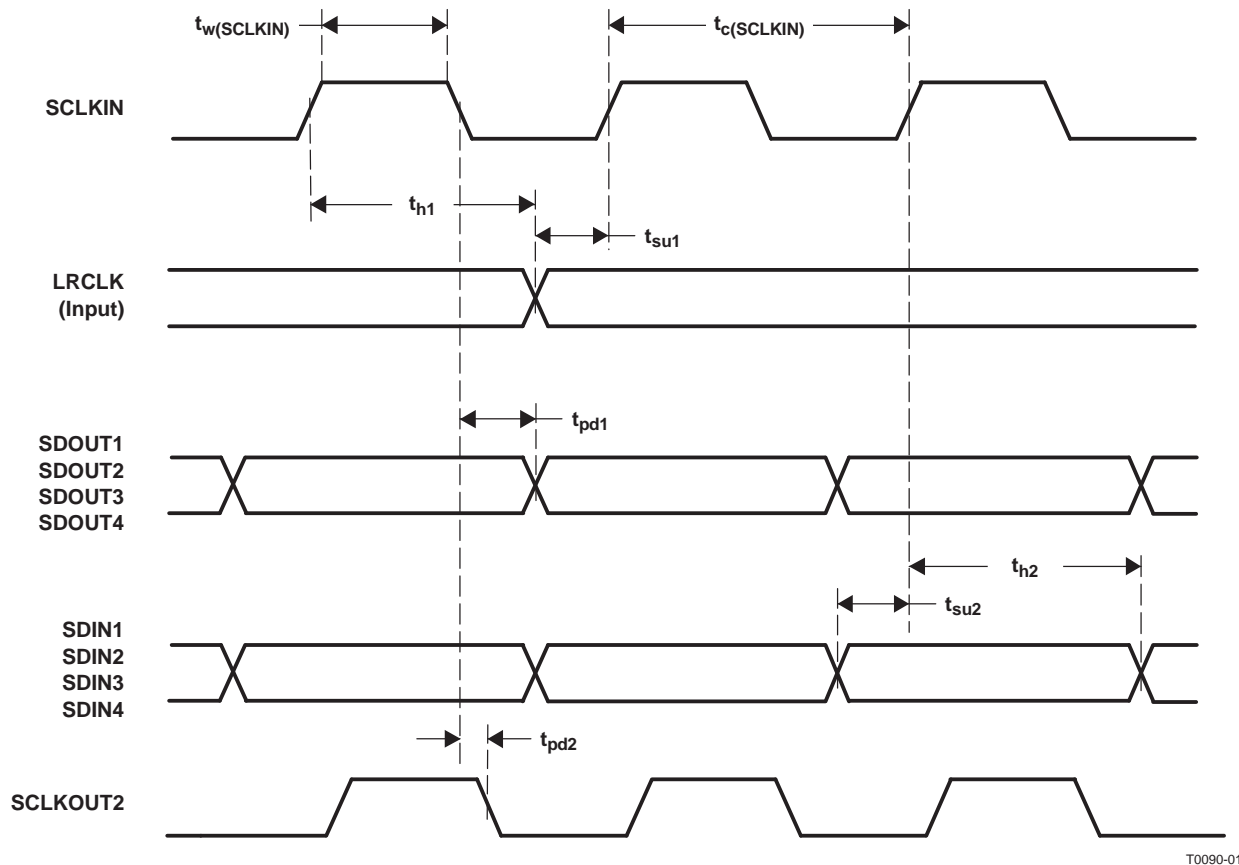 tw(SCLKIN)
tc(SCLKIN)
SCLKIN
th1
tsu1
LRCLK
(Input)
tpd1
SDOUT1
SDOUT2
SDOUT3
SDOUT4
th2
tsu2
SDIN1
SDIN2
SDIN3
SDIN4
tpd2
SCLKOUT2
T0090-01